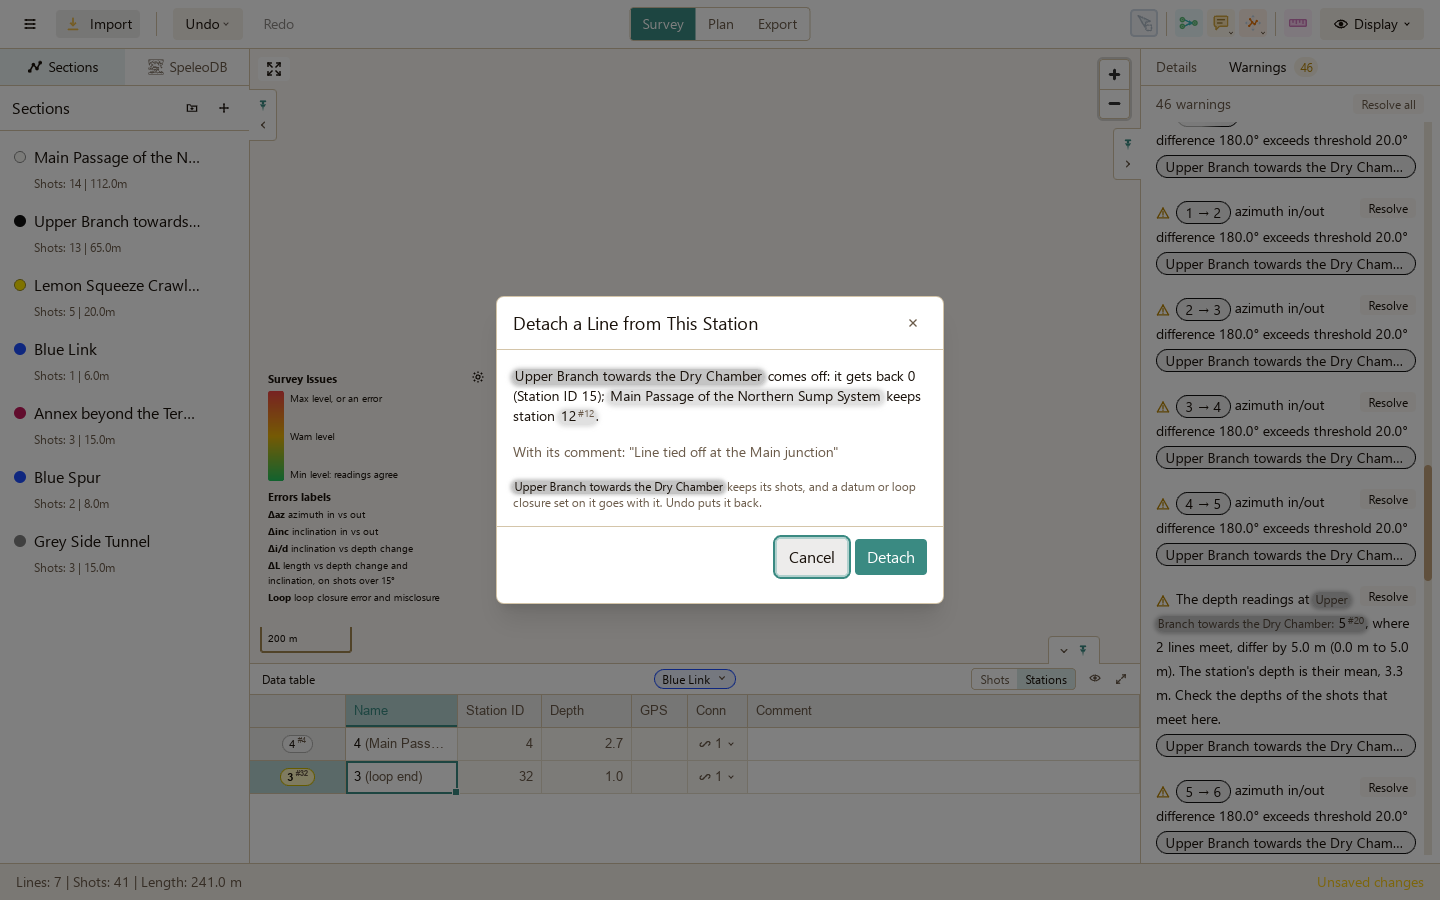 Import
Undo
Redo
Survey
Plan
Export
Display
Sections
SpeleoDB
Sections
Main Passage of the N...
Shots: 14 | 112.0m
Upper Branch towards...
Shots: 13 | 65.0m
Lemon Squeeze Crawl...
Shots: 5 | 20.0m
Blue Link
Shots: 1 | 6.0m
Annex beyond the Ter...
Shots: 3 | 15.0m
Blue Spur
Shots: 2 | 8.0m
Grey Side Tunnel
Shots: 3 | 15.0m
Survey Issues
Max level, or an error
Warn level
Min level: readings agree
Errors labels
Δaz azimuth in vs out
Δinc inclination in vs out
Δi/d inclination vs depth change
ΔL length vs depth change and
inclination, on shots over 15°
Loop loop closure error and misclosure
200 m
Detach a Line from This Station
×
Upper Branch towards the Dry Chamber comes off: it gets back 0
(Station ID 15); Main Passage of the Northern Sump System keeps
station 12 #12.
With its comment: "Line tied off at the Main junction"
Upper Branch towards the Dry Chamber keeps its shots, and a datum or loop
closure set on it goes with it. Undo puts it back.
Cancel
Detach
Data table
Blue Link
Shots
Stations
Name Station ID Depth GPS Conn Comment
4 #4 4 (Main Pass... 4 2.7 1
3 #32 3 (loop end) 32 1.0 1
Details
Warnings 46
46 warnings
Resolve all
difference 180.0° exceeds threshold 20.0°
Upper Branch towards the Dry Cham...
1 → 2 azimuth in/out Resolve
difference 180.0° exceeds threshold 20.0°
Upper Branch towards the Dry Cham...
2 → 3 azimuth in/out Resolve
difference 180.0° exceeds threshold 20.0°
Upper Branch towards the Dry Cham...
3 → 4 azimuth in/out Resolve
difference 180.0° exceeds threshold 20.0°
Upper Branch towards the Dry Cham...
4 → 5 azimuth in/out Resolve
difference 180.0° exceeds threshold 20.0°
Upper Branch towards the Dry Cham...
The depth readings at Upper Resolve
Branch towards the Dry Chamber: 5 #20, where
2 lines meet, differ by 5.0 m (0.0 m to 5.0
m). The station's depth is their mean, 3.3
m. Check the depths of the shots that
meet here.
Upper Branch towards the Dry Cham...
5 → 6 azimuth in/out Resolve
difference 180.0° exceeds threshold 20.0°
Upper Branch towards the Dry Cham...
Lines: 7 | Shots: 41 | Length: 241.0 m
Unsaved changes